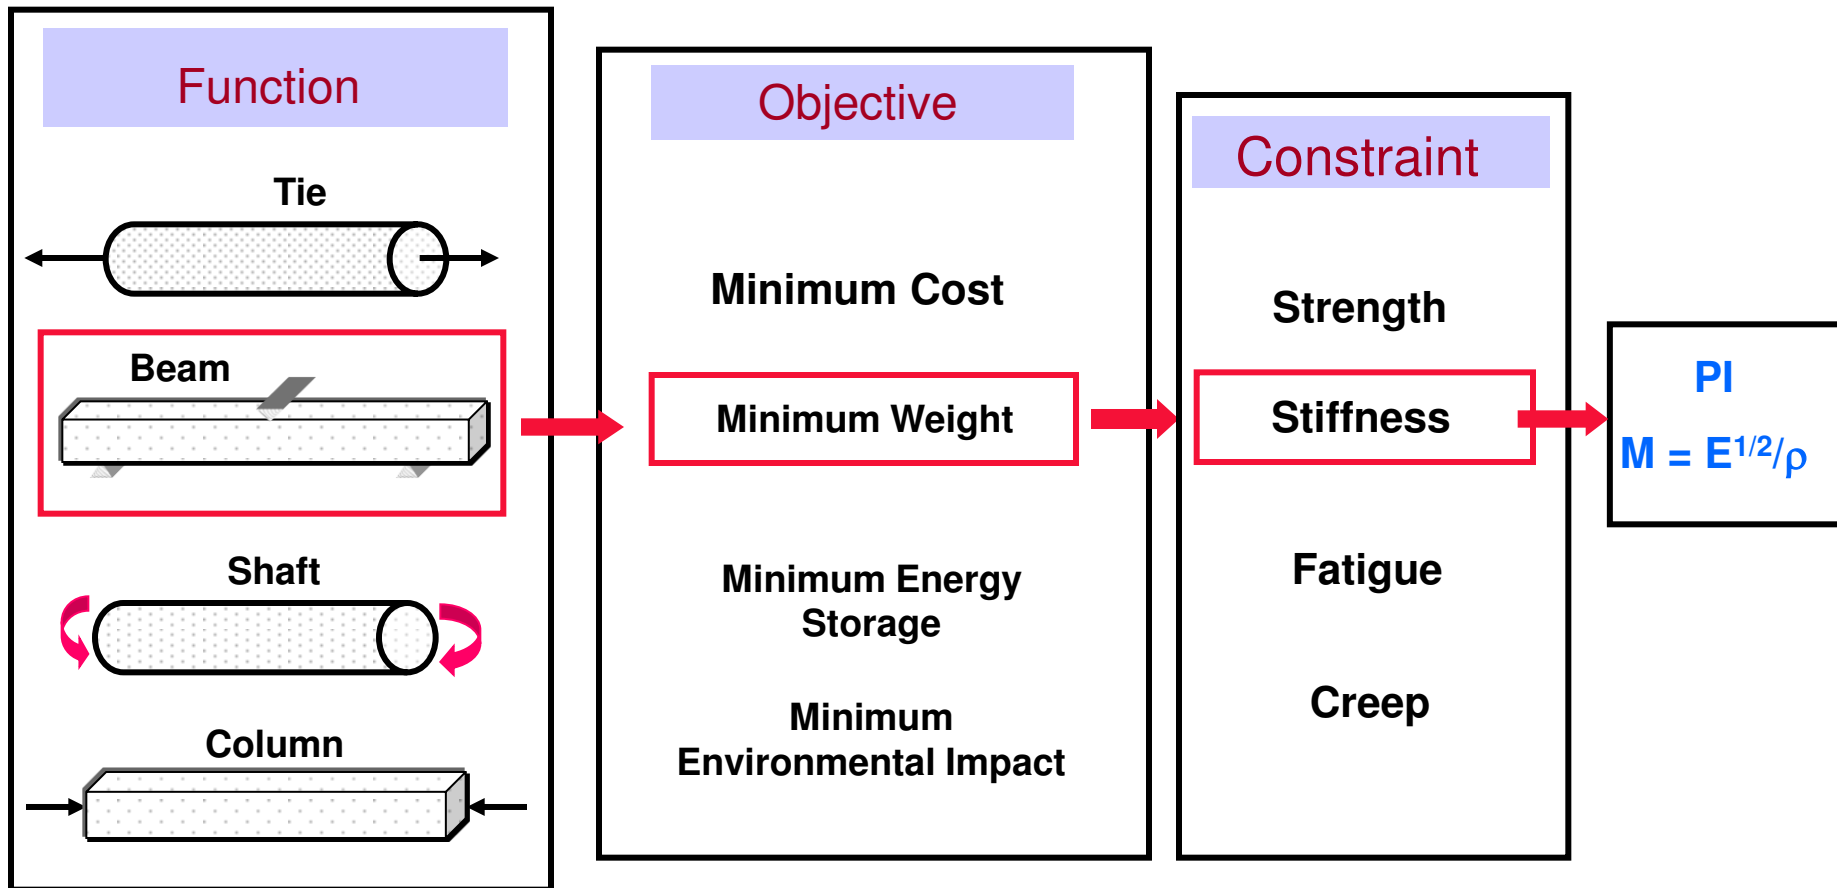 Function
Tie
Beam
Shaft
Column
Objective
Minimum Cost
Minimum Weight
Minimum Energy
Storage
Minimum
Environmental Impact
Constraint
Strength
Stiffness
Fatigue
Creep
PI
M = E^1/2/ρ